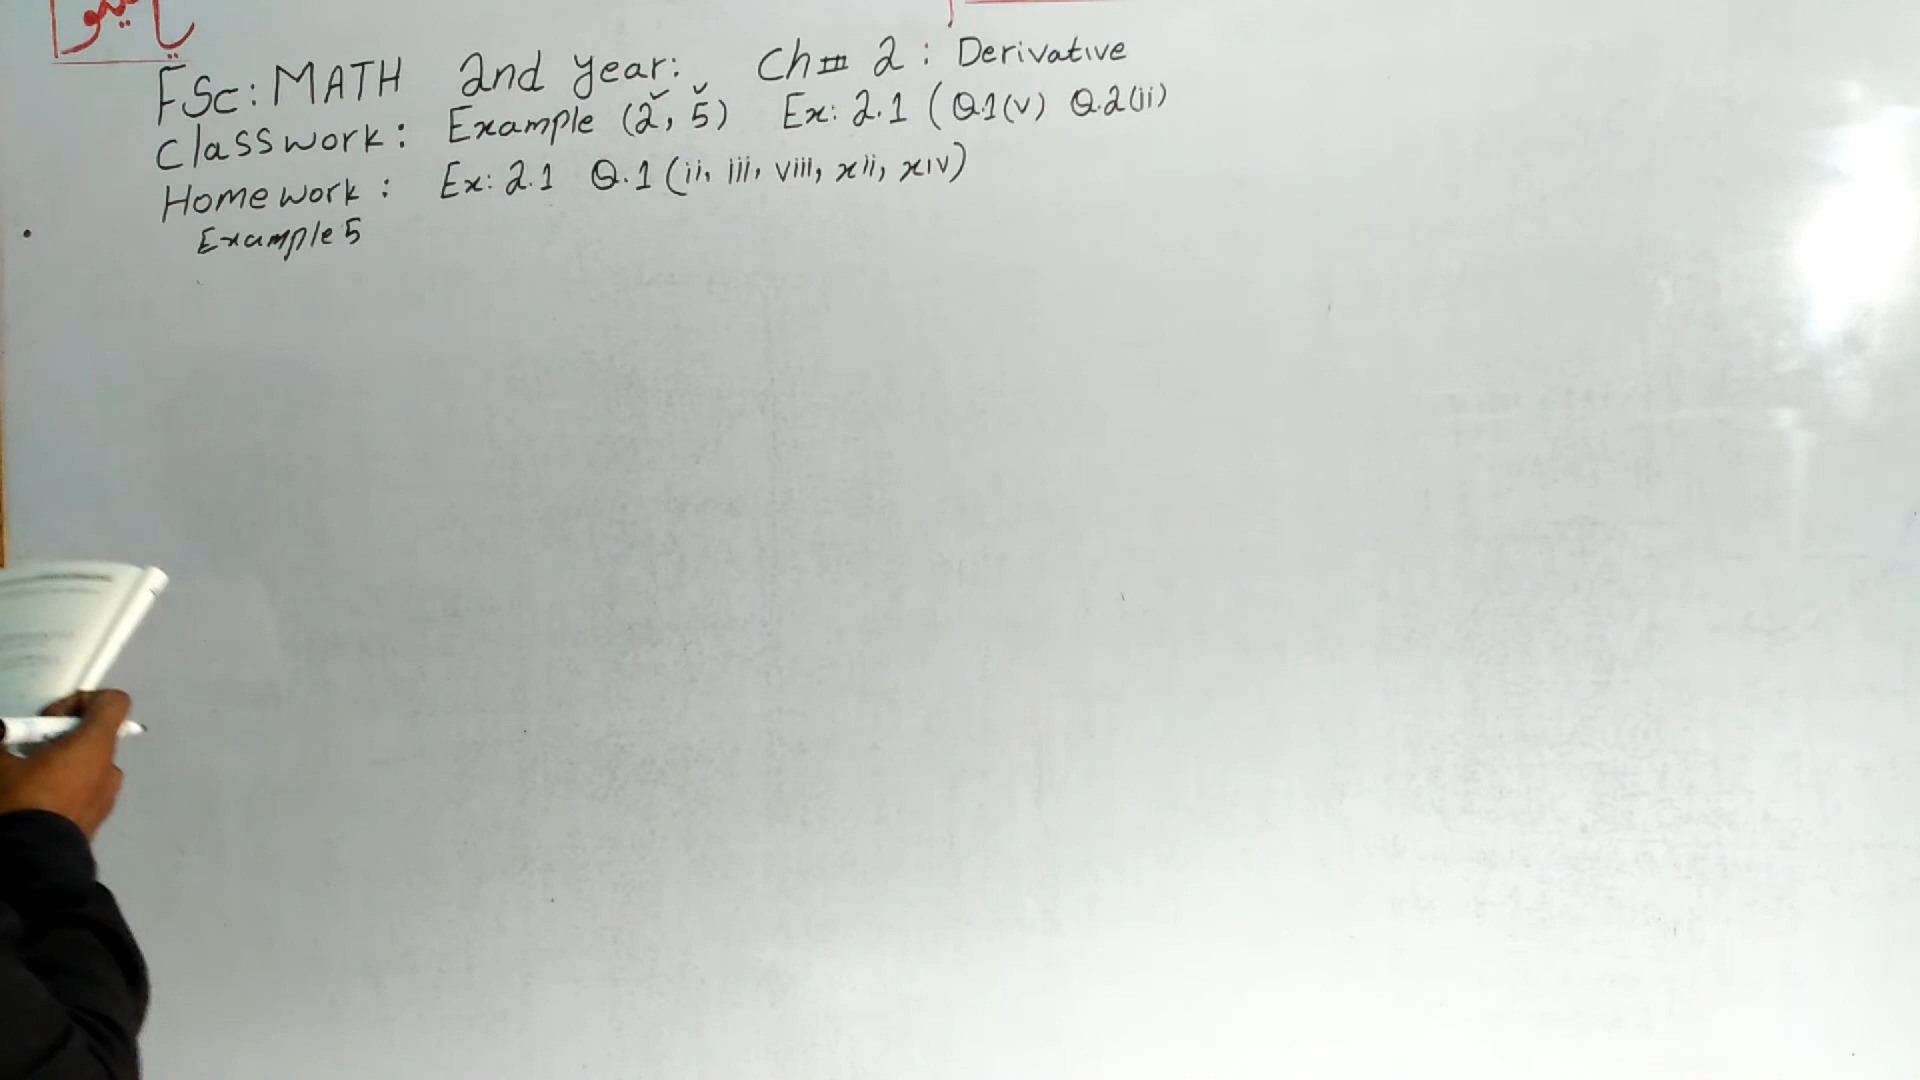 FSc: MATH 2nd year: Ch 2: Derivative
Classwork: Example (2, 5) Ex: 2.1 (Q.1(v) Q.2(ii)
Homework: Ex: 2.1 Q.1 (ii, iii, viii, xii, xiv)
Example 5